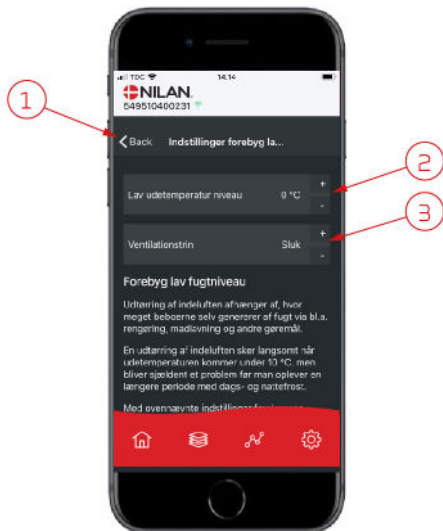 TDC
14.14
NILAN
549510400231
1
Back Indstillinger forebyg la...
2
Lav udetemperatur niveau 0 °C + -
3
Ventilationstrin Sluk + -
Forebyg lav fugtniveau
Udtørring af indeluften afhænger af, hvor
meget beboerne selv genererer af fugt via bl.a.
rengøring, madlavning og andre gøremål.
En udtørring af indeluften sker langsomt når
udetemperaturen kommer under 10 °C, men
bliver sjældent et problem før man oplever en
længere periode med dags- og nattefrost.
Med ovennævnte indstillinger